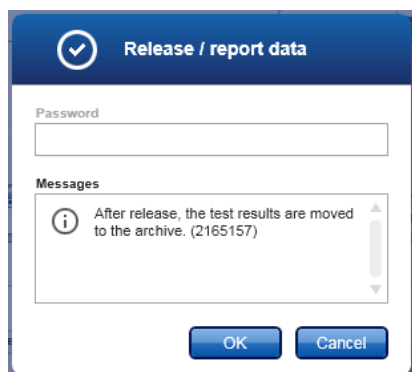 Release / report data
Password
Messages
After release, the test results are moved
to the archive. (2165157)
OK
Cancel